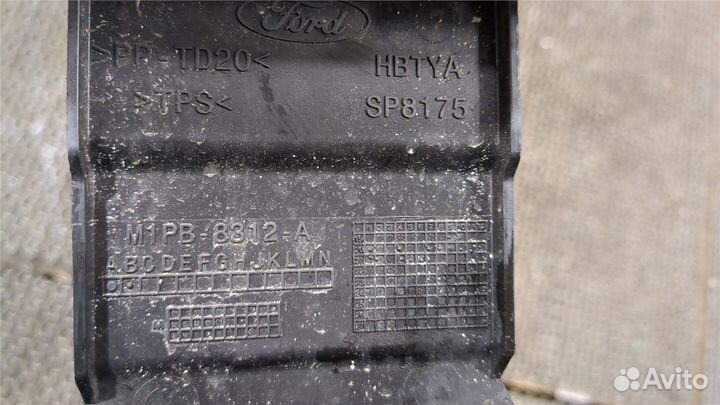 Ford
>PP-TD20<
HBTYA
>TPS<
SP8175
M1PB-8312-A
ABCDEFGHJKLMN
Avito